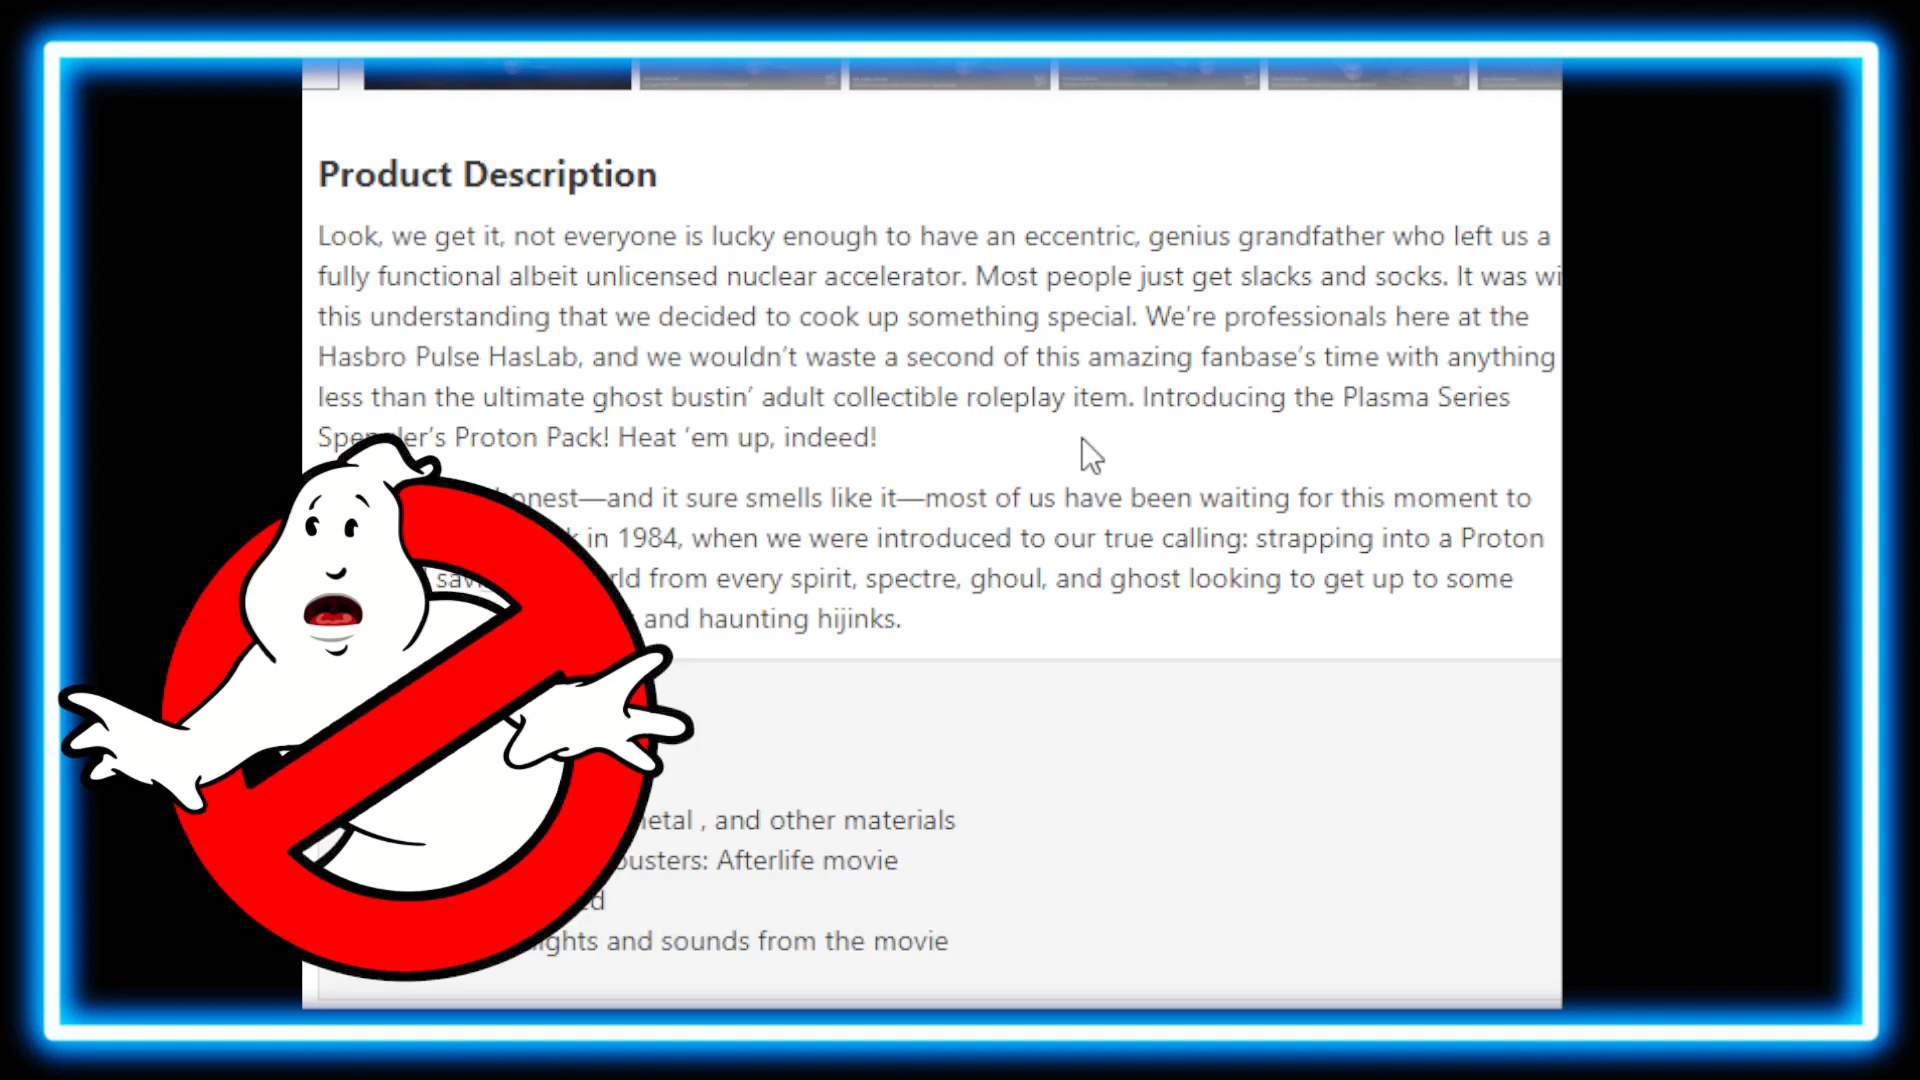 Product Description
Look, we get it, not everyone is lucky enough to have an eccentric, genius grandfather who left us a
fully functional albeit unlicensed nuclear accelerator. Most people just get slacks and socks. It was wi
this understanding that we decided to cook up something special. We’re professionals here at the
Hasbro Pulse HasLab, and we wouldn’t waste a second of this amazing fanbase’s time with anything
less than the ultimate ghost bustin’ adult collectible roleplay item. Introducing the Plasma Series
Spengler’s Proton Pack! Heat ’em up, indeed!
onest—and it sure smells like it—most of us have been waiting for this moment to
in 1984, when we were introduced to our true calling: strapping into a Proton
rld from every spirit, spectre, ghoul, and ghost looking to get up to some
and haunting hijinks.
etal , and other materials
busters: Afterlife movie
ed
ights and sounds from the movie